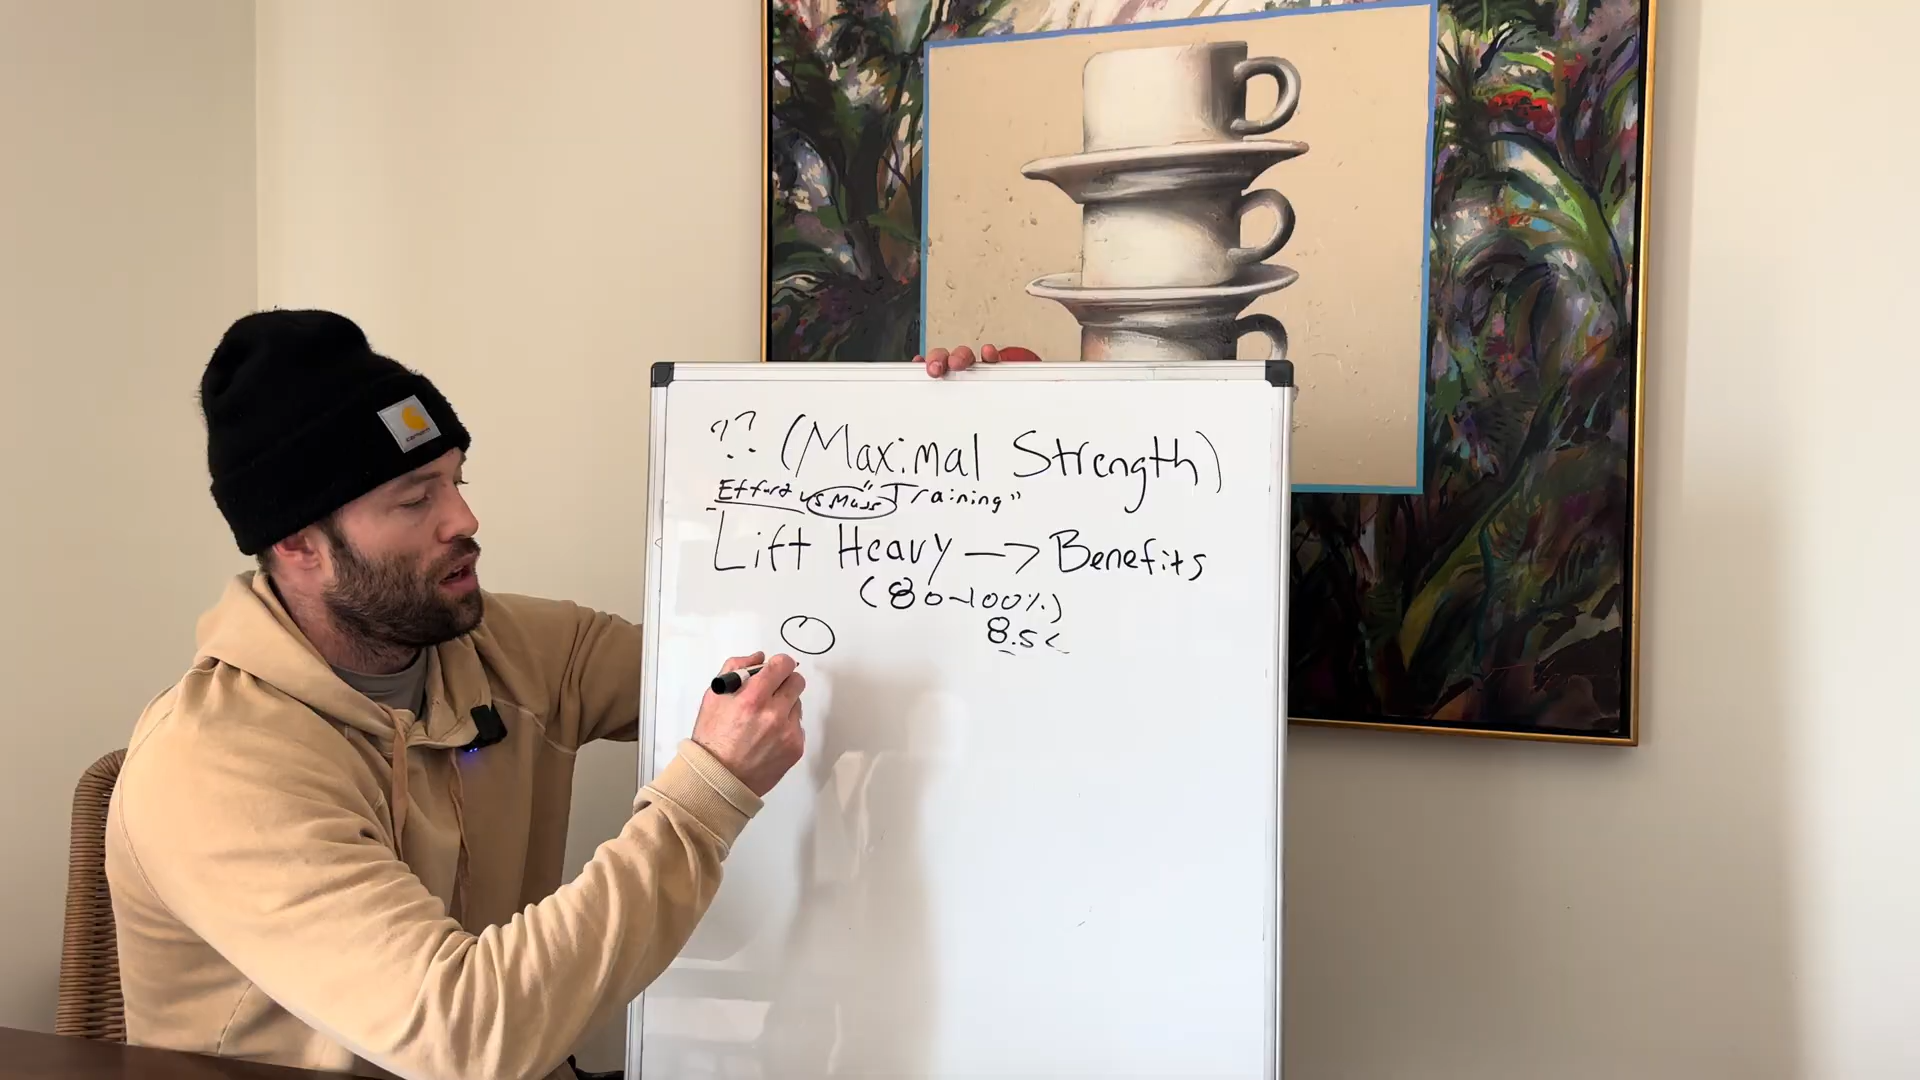 ?? (Maximal Strength)
Effort vs Mass "Training"
Lift Heavy —> Benefits
(80-100%)
8.5<